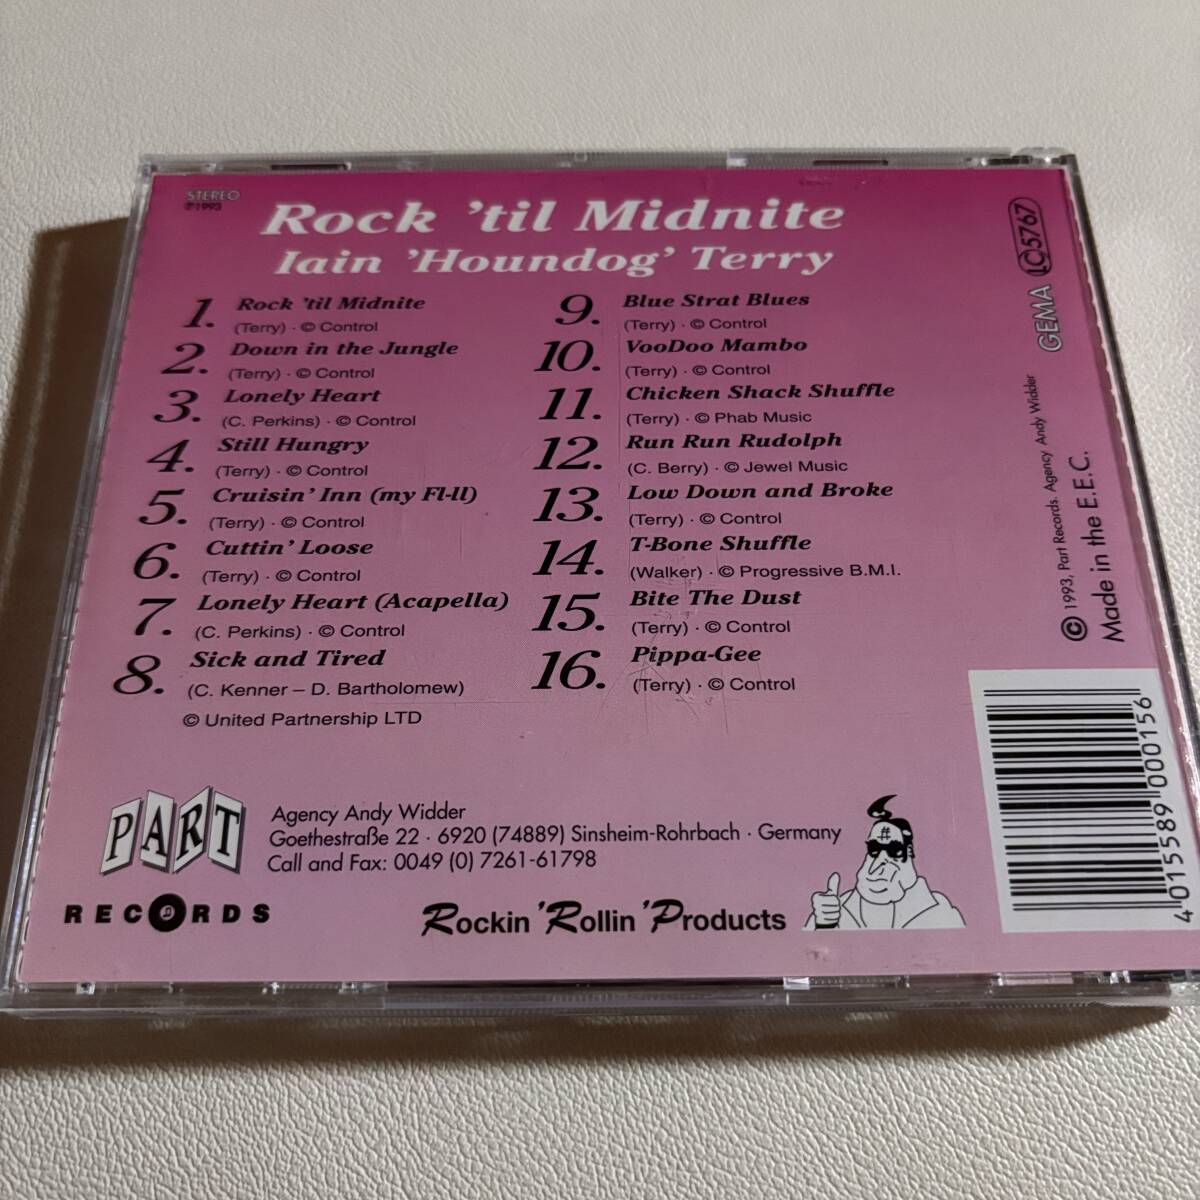 STEREO
℗1993
Rock 'til Midnite
Iain 'Houndog' Terry
1. Rock 'til Midnite
(Terry) · © Control
2. Down in the Jungle
(Terry) · © Control
3. Lonely Heart
(C. Perkins) · © Control
4. Still Hungry
(Terry) · © Control
5. Cruisin' Inn (my Fl-ll)
(Terry) · © Control
6. Cuttin' Loose
(Terry) · © Control
7. Lonely Heart (Acapella)
(C. Perkins) · © Control
8. Sick and Tired
(C. Kenner – D. Bartholomew)
© United Partnership LTD
9. Blue Strat Blues
(Terry) · © Control
10. VooDoo Mambo
(Terry) · © Control
11. Chicken Shack Shuffle
(Terry) · © Phab Music
12. Run Run Rudolph
(C. Berry) · © Jewel Music
13. Low Down and Broke
(Terry) · © Control
14. T-Bone Shuffle
(Walker) · © Progressive B.M.I.
15. Bite The Dust
(Terry) · © Control
16. Pippa-Gee
(Terry) · © Control
LC 5767
GEMA
© 1993, Part Records. Agency Andy Widder
Made in the E.E.C.
4 015589 000156
PART
RECORDS
Agency Andy Widder
Goethestraße 22 · 6920 (74889) Sinsheim-Rohrbach · Germany
Call and Fax: 0049 (0) 7261-61798
Rockin 'Rollin 'Products
#